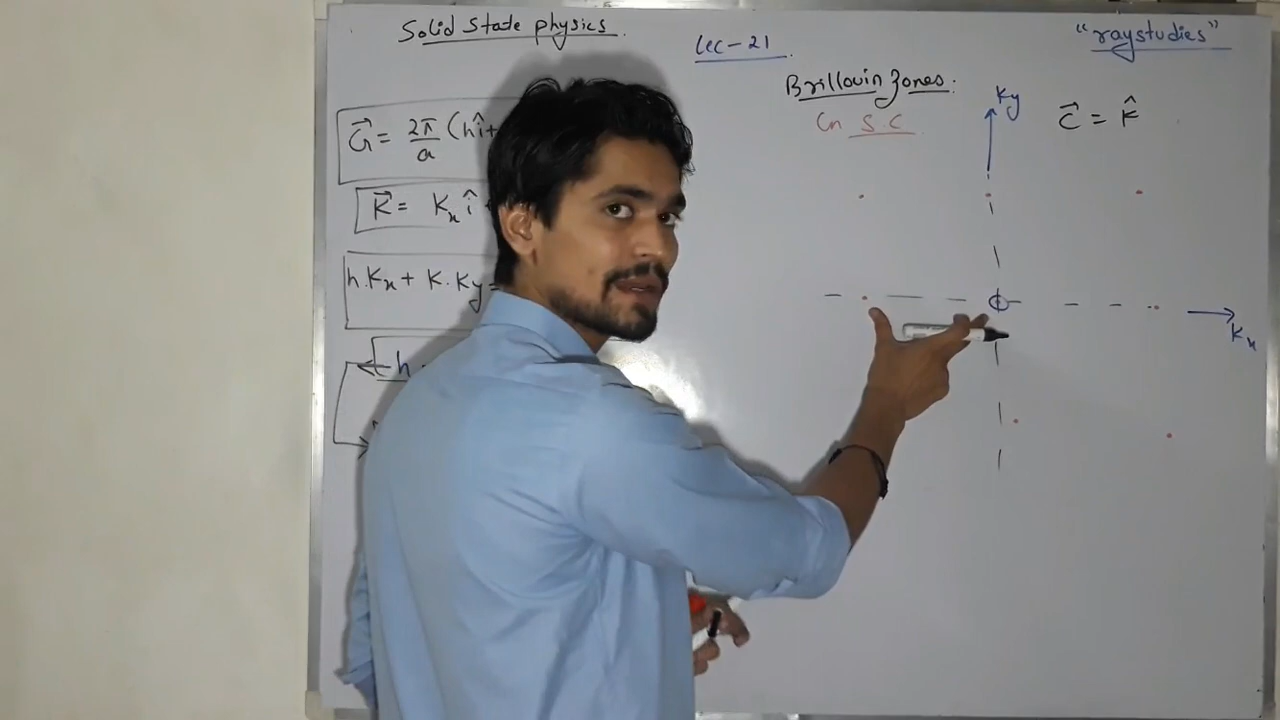 Solid State physics.
Lec-21.
"raystudies"
Brillouin Zones:
In S.C
Ky
C⃗ = K̂
G⃗ = 2π/a (hî+
K⃗ = Kₓ î
h.Kₓ + K.Ky =
Kₓ
h